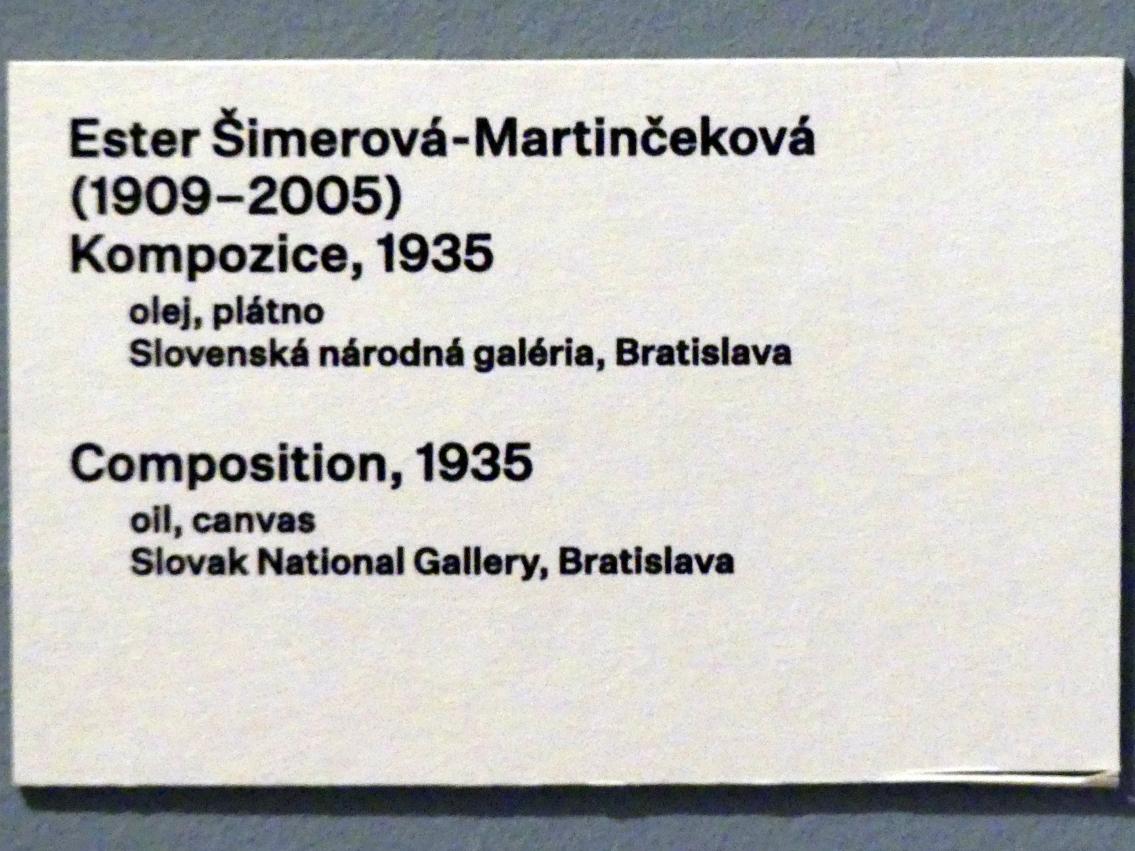 Ester Šimerová-Martinčeková
(1909–2005)
Kompozice, 1935
olej, plátno
Slovenská národná galéria, Bratislava
Composition, 1935
oil, canvas
Slovak National Gallery, Bratislava